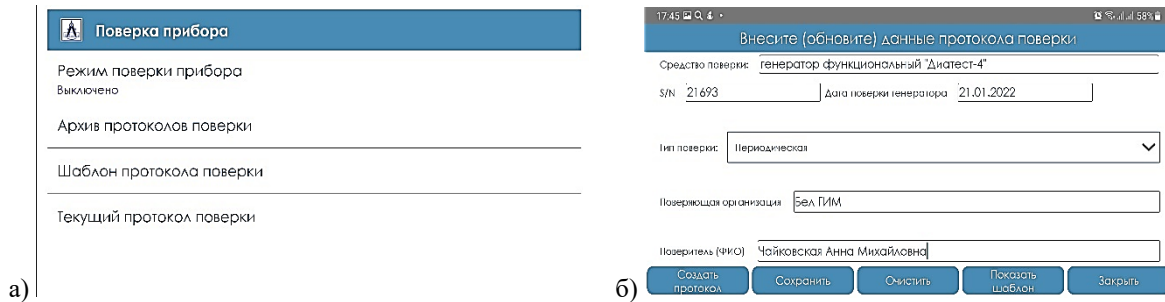 Поверка прибора
Режим поверки прибора
Выключено
Архив протоколов поверки
Шаблон протокола поверки
Текущий протокол поверки
а)
17:45 58%
Внесите (обновите) данные протокола поверки
Средство поверки: генератор функциональный "Диатест-4"
S/N 21693 Дата поверки генератора 21.01.2022
Тип поверки: Периодическая
Поверяющая организация Бел ГИМ
Поверитель (ФИО) Чайковская Анна Михайловна
Создать протокол Сохранить Очистить Показать шаблон Закрыть
б)